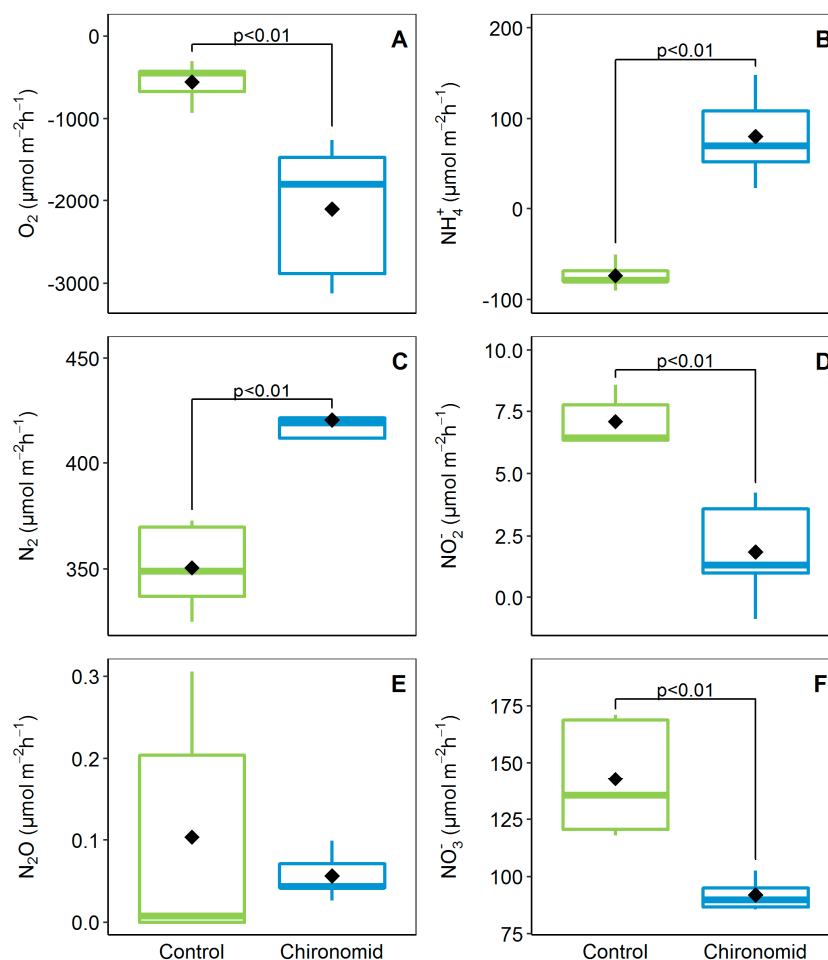 A
p<0.01
O₂ (µmol m⁻²h⁻¹)
0
-1000
-2000
-3000
B
p<0.01
NH₄⁺ (µmol m⁻²h⁻¹)
200
100
0
-100
C
p<0.01
N₂ (µmol m⁻²h⁻¹)
450
400
350
D
p<0.01
NO₂⁻ (µmol m⁻²h⁻¹)
10.0
7.5
5.0
2.5
0.0
E
N₂O (µmol m⁻²h⁻¹)
0.3
0.2
0.1
0.0
Control Chironomid
F
p<0.01
NO₃⁻ (µmol m⁻²h⁻¹)
175
150
125
100
75
Control Chironomid